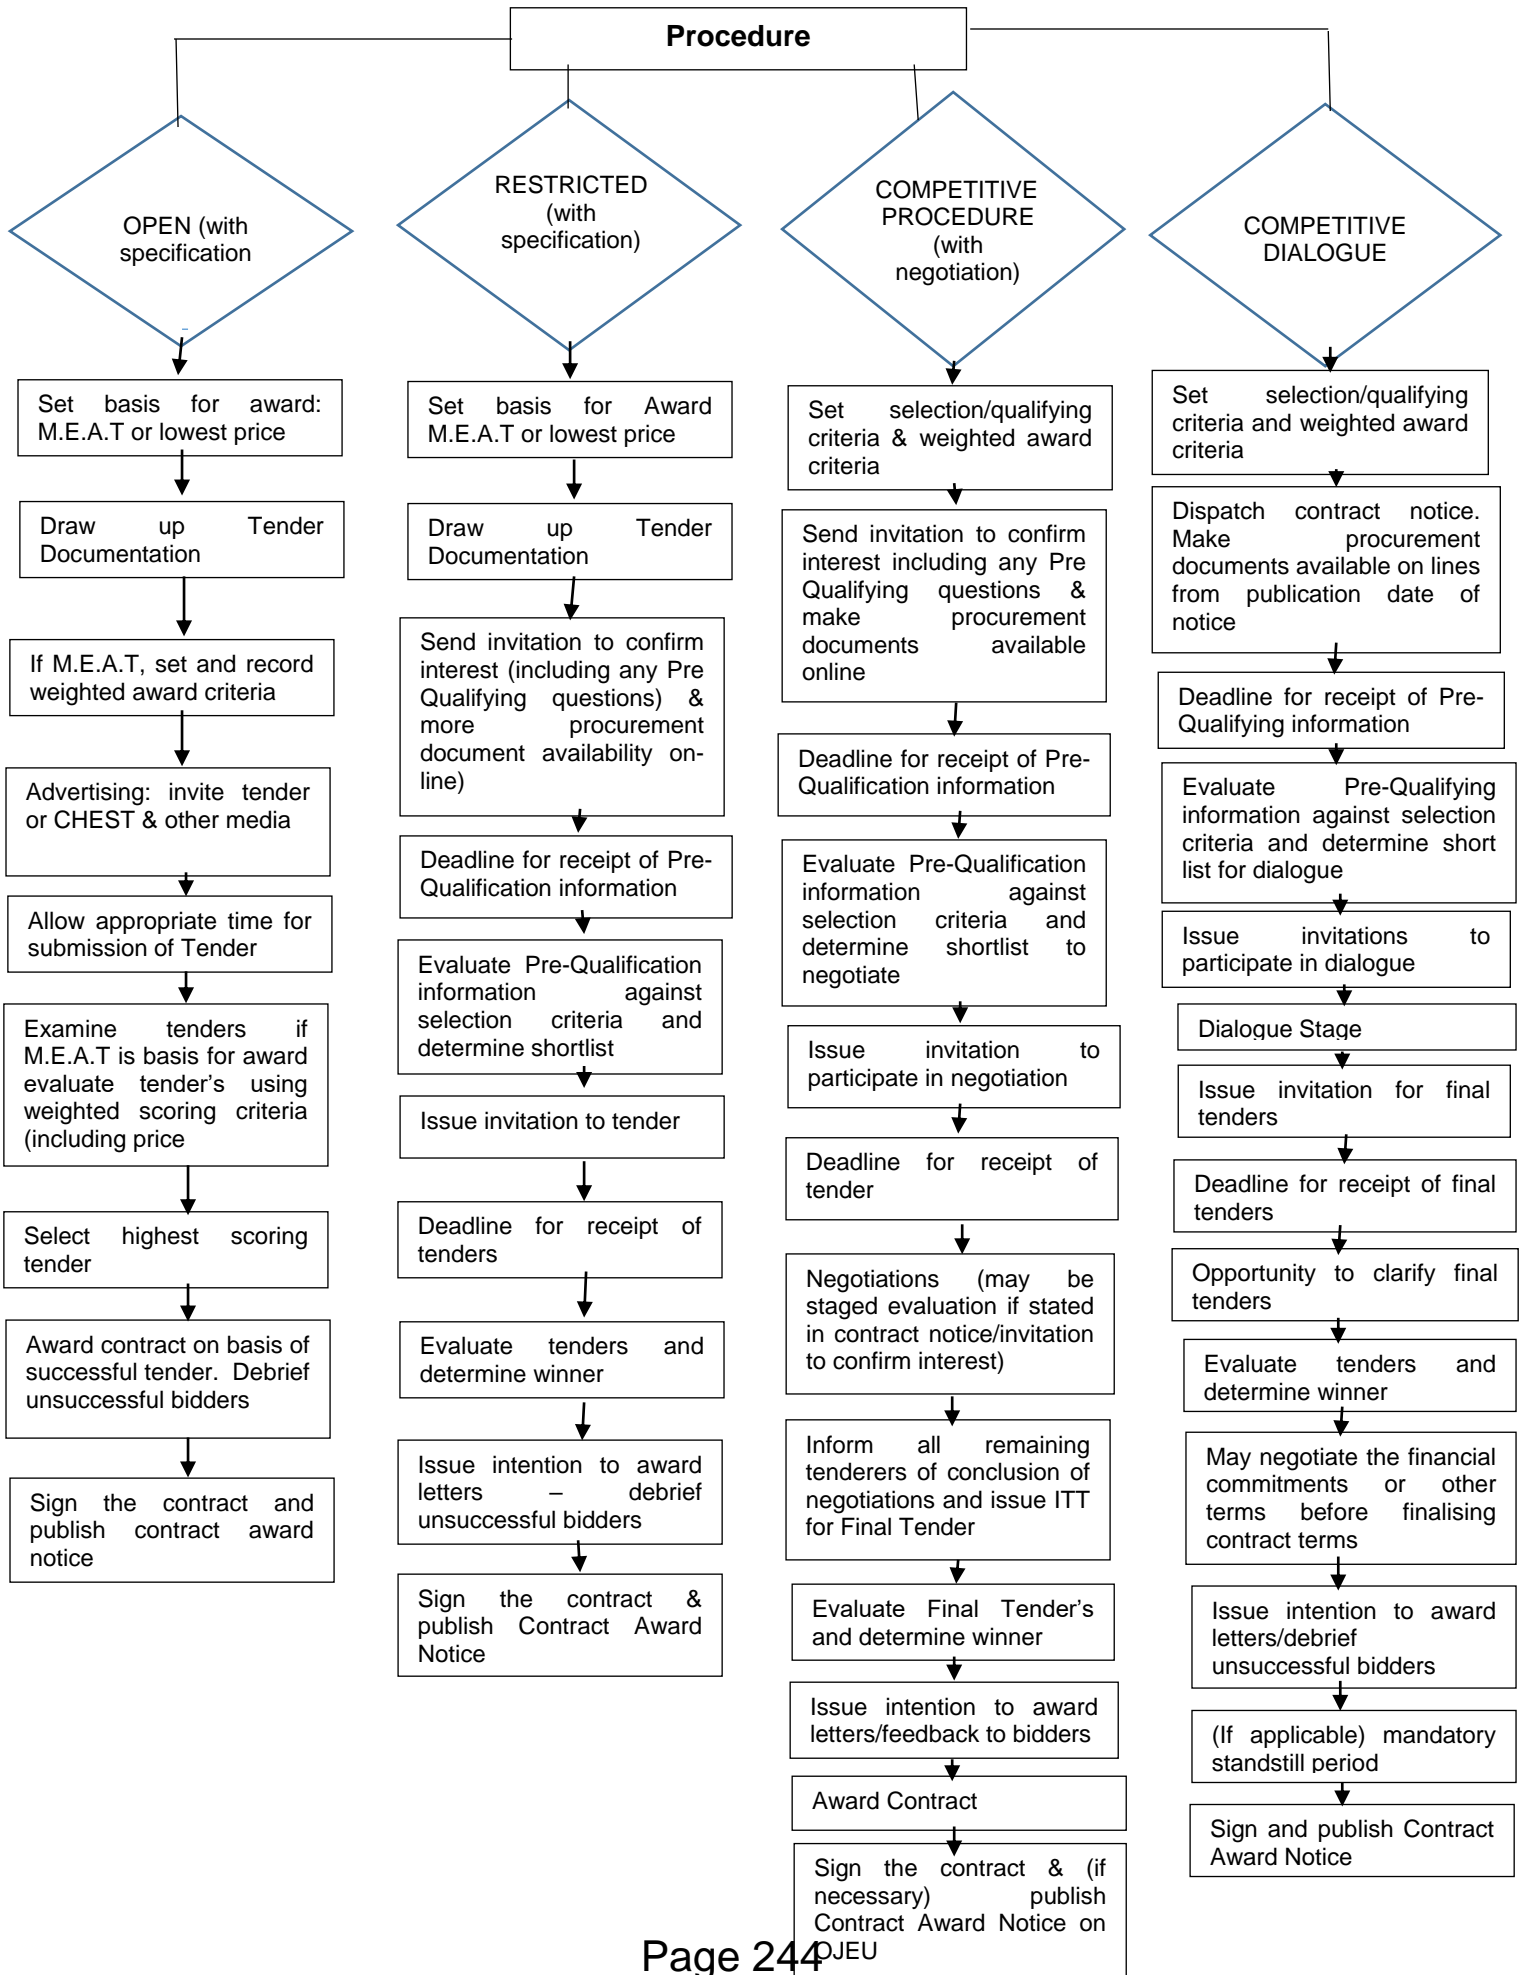 Procedure
OPEN (with
specification
RESTRICTED
(with
specification)
COMPETITIVE
PROCEDURE
(with
negotiation)
COMPETITIVE
DIALOGUE
Set basis for award:
M.E.A.T or lowest price
Draw up Tender
Documentation
If M.E.A.T, set and record
weighted award criteria
Advertising: invite tender
or CHEST & other media
Allow appropriate time for
submission of Tender
Examine tenders if
M.E.A.T is basis for award
evaluate tender's using
weighted scoring criteria
(including price
Select highest scoring
tender
Award contract on basis of
successful tender. Debrief
unsuccessful bidders
Sign the contract and
publish contract award
notice
Set basis for Award
M.E.A.T or lowest price
Draw up Tender
Documentation
Send invitation to confirm
interest (including any Pre
Qualifying questions) &
more procurement
document availability on-
line)
Deadline for receipt of Pre-
Qualification information
Evaluate Pre-Qualification
information against
selection criteria and
determine shortlist
Issue invitation to tender
Deadline for receipt of
tenders
Evaluate tenders and
determine winner
Issue intention to award
letters – debrief
unsuccessful bidders
Sign the contract &
publish Contract Award
Notice
Set selection/qualifying
criteria & weighted award
criteria
Send invitation to confirm
interest including any Pre
Qualifying questions &
make procurement
documents available
online
Deadline for receipt of Pre-
Qualification information
Evaluate Pre-Qualification
information against
selection criteria and
determine shortlist to
negotiate
Issue invitation to
participate in negotiation
Deadline for receipt of
tender
Negotiations (may be
staged evaluation if stated
in contract notice/invitation
to confirm interest)
Inform all remaining
tenderers of conclusion of
negotiations and issue ITT
for Final Tender
Evaluate Final Tender's
and determine winner
Issue intention to award
letters/feedback to bidders
Award Contract
Sign the contract & (if
necessary) publish
Contract Award Notice on
OJEU
Set selection/qualifying
criteria and weighted award
criteria
Dispatch contract notice.
Make procurement
documents available on lines
from publication date of
notice
Deadline for receipt of Pre-
Qualifying information
Evaluate Pre-Qualifying
information against selection
criteria and determine short
list for dialogue
Issue invitations to
participate in dialogue
Dialogue Stage
Issue invitation for final
tenders
Deadline for receipt of final
tenders
Opportunity to clarify final
tenders
Evaluate tenders and
determine winner
May negotiate the financial
commitments or other
terms before finalising
contract terms
Issue intention to award
letters/debrief
unsuccessful bidders
(If applicable) mandatory
standstill period
Sign and publish Contract
Award Notice
Page 244